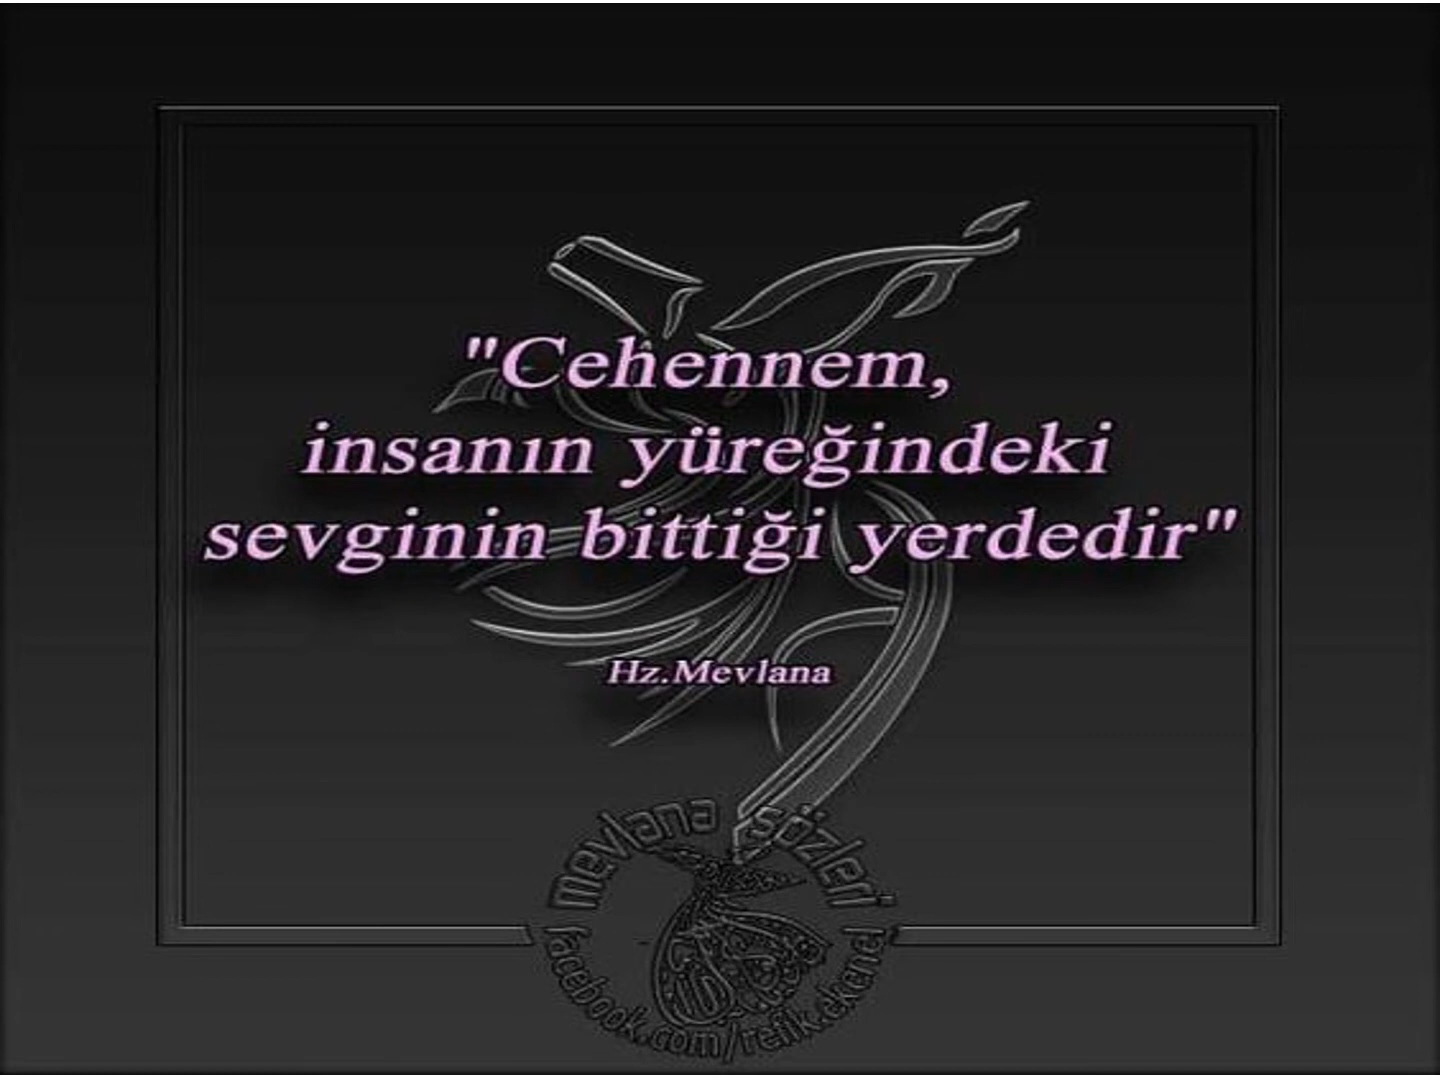 "Cehennem,
insanın yüreğindeki
sevginin bittiği yerdedir"
Hz.Mevlana
mevlana sözleri
facebook.com/refik.ekenel